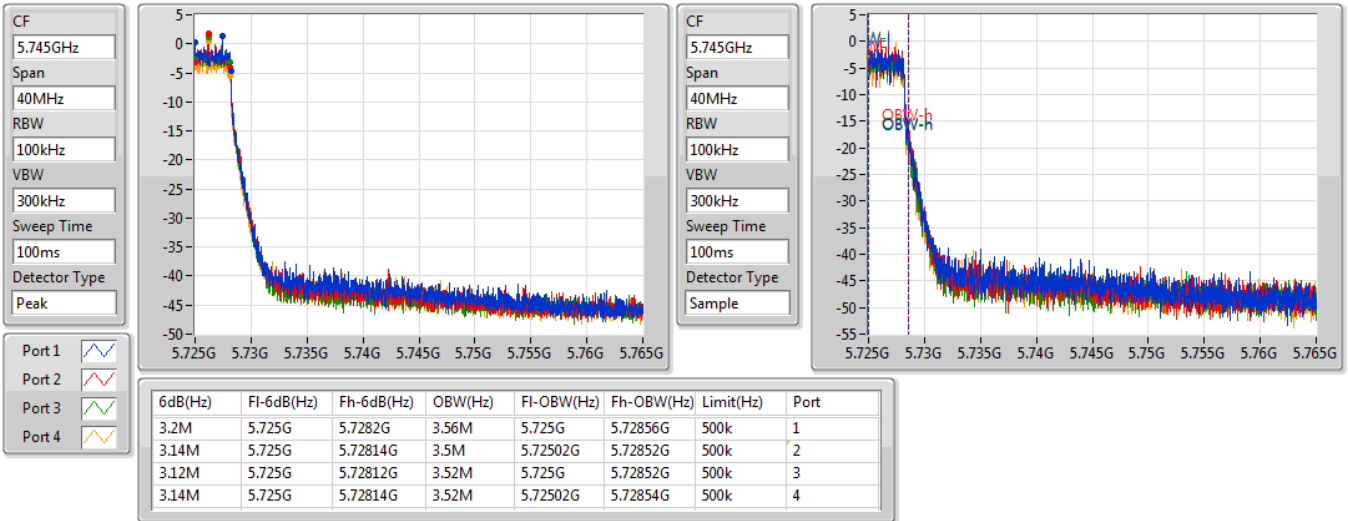 CF
5.745GHz
Span
40MHz
RBW
100kHz
VBW
300kHz
Sweep Time
100ms
Detector Type
Peak
5
0
-5
-10
-15
-20
-25
-30
-35
-40
-45
-50
5.725G 5.73G 5.735G 5.74G 5.745G 5.75G 5.755G 5.76G 5.765G
CF
5.745GHz
Span
40MHz
RBW
100kHz
VBW
300kHz
Sweep Time
100ms
Detector Type
Sample
5
0
-5
-10
-15
-20
-25
-30
-35
-40
-45
-50
-55
OBW-h
OBW-h
5.725G 5.73G 5.735G 5.74G 5.745G 5.75G 5.755G 5.76G 5.765G
Port 1
Port 2
Port 3
Port 4
6dB(Hz) Fl-6dB(Hz) Fh-6dB(Hz) OBW(Hz) Fl-OBW(Hz) Fh-OBW(Hz) Limit(Hz) Port
3.2M 5.725G 5.7282G 3.56M 5.725G 5.72856G 500k 1
3.14M 5.725G 5.72814G 3.5M 5.72502G 5.72852G 500k 2
3.12M 5.725G 5.72812G 3.52M 5.725G 5.72852G 500k 3
3.14M 5.725G 5.72814G 3.52M 5.72502G 5.72854G 500k 4